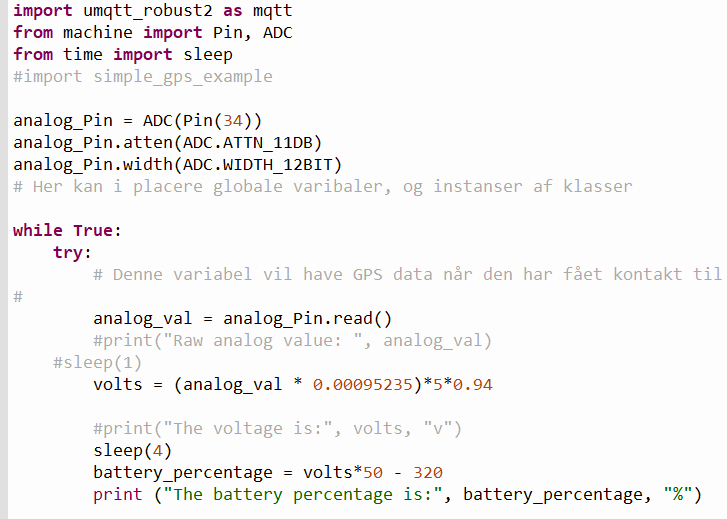 import umqtt_robust2 as mqtt
from machine import Pin, ADC
from time import sleep
#import simple_gps_example
analog_Pin = ADC(Pin(34))
analog_Pin.atten(ADC.ATTN_11DB)
analog_Pin.width(ADC.WIDTH_12BIT)
# Her kan i placere globale varibaler, og instanser af klasser
while True:
    try:
        # Denne variabel vil have GPS data når den har fået kontakt til
#
        analog_val = analog_Pin.read()
        #print("Raw analog value: ", analog_val)
    #sleep(1)
        volts = (analog_val * 0.00095235)*5*0.94
        #print("The voltage is:", volts, "v")
        sleep(4)
        battery_percentage = volts*50 - 320
        print ("The battery percentage is:", battery_percentage, "%")